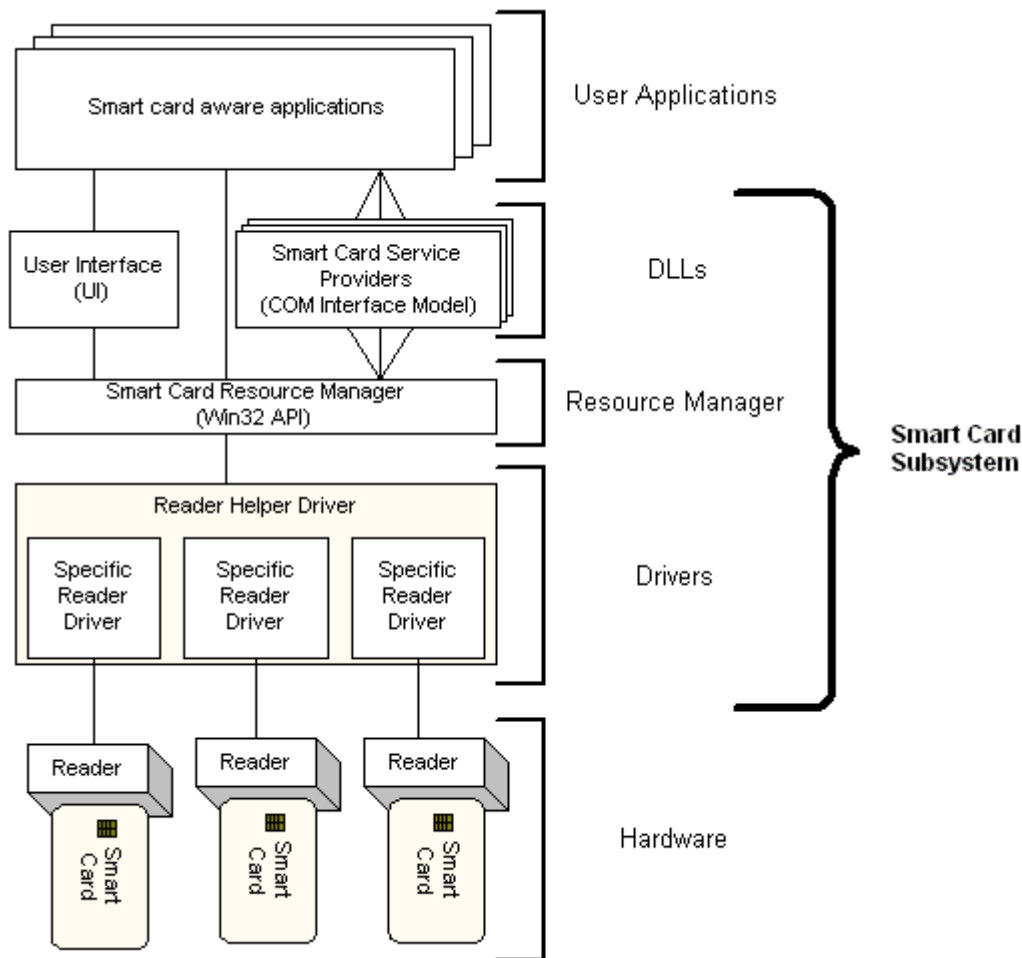 Smart card aware applications
User Applications
User Interface
(UI)
Smart Card Service
Providers
(COM Interface Model)
DLLs
Smart Card Resource Manager
(Win32 API)
Resource Manager
Smart Card
Subsystem
Reader Helper Driver
Specific
Reader
Driver
Specific
Reader
Driver
Specific
Reader
Driver
Drivers
Reader
Reader
Reader
Smart
Card
Smart
Card
Smart
Card
Hardware